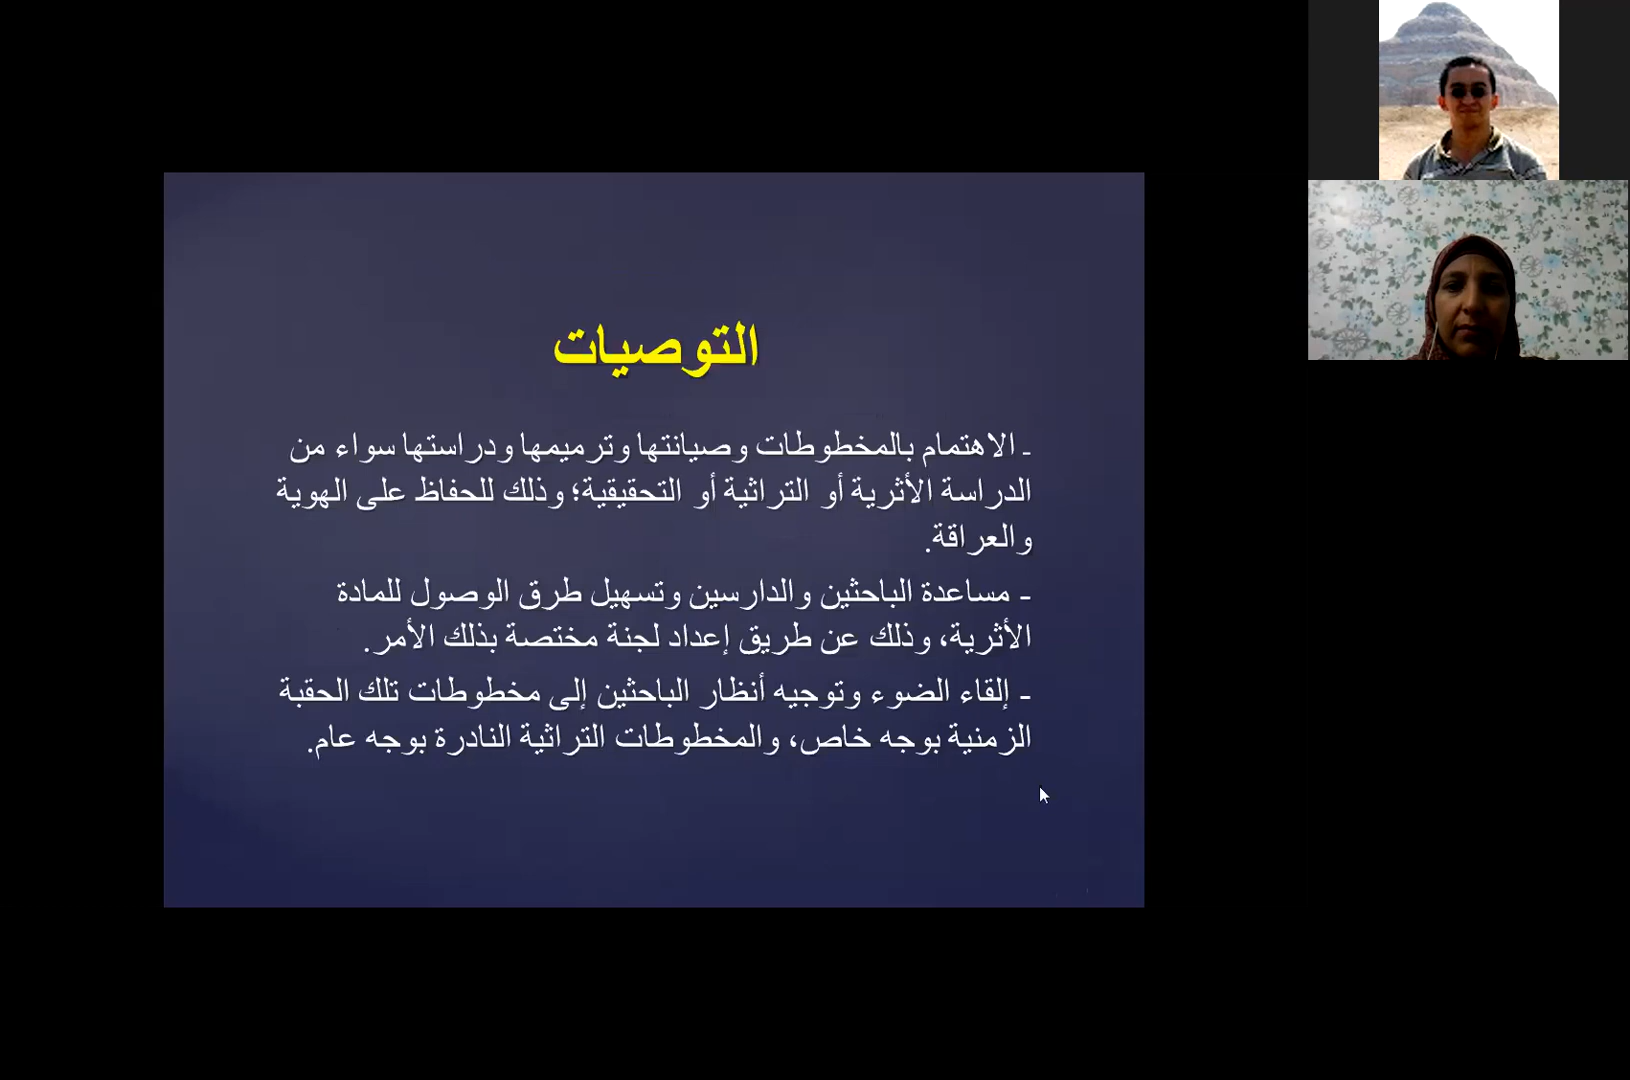 التوصيات
- الاهتمام بالمخطوطات وصيانتها وترميمها ودراستها سواء من
الدراسة الأثرية أو التراثية أو التحقيقية؛ وذلك للحفاظ على الهوية
والعراقة.
- مساعدة الباحثين والدارسين وتسهيل طرق الوصول للمادة
الأثرية، وذلك عن طريق إعداد لجنة مختصة بذلك الأمر.
- إلقاء الضوء وتوجيه أنظار الباحثين إلى مخطوطات تلك الحقبة
الزمنية بوجه خاص، والمخطوطات التراثية النادرة بوجه عام.